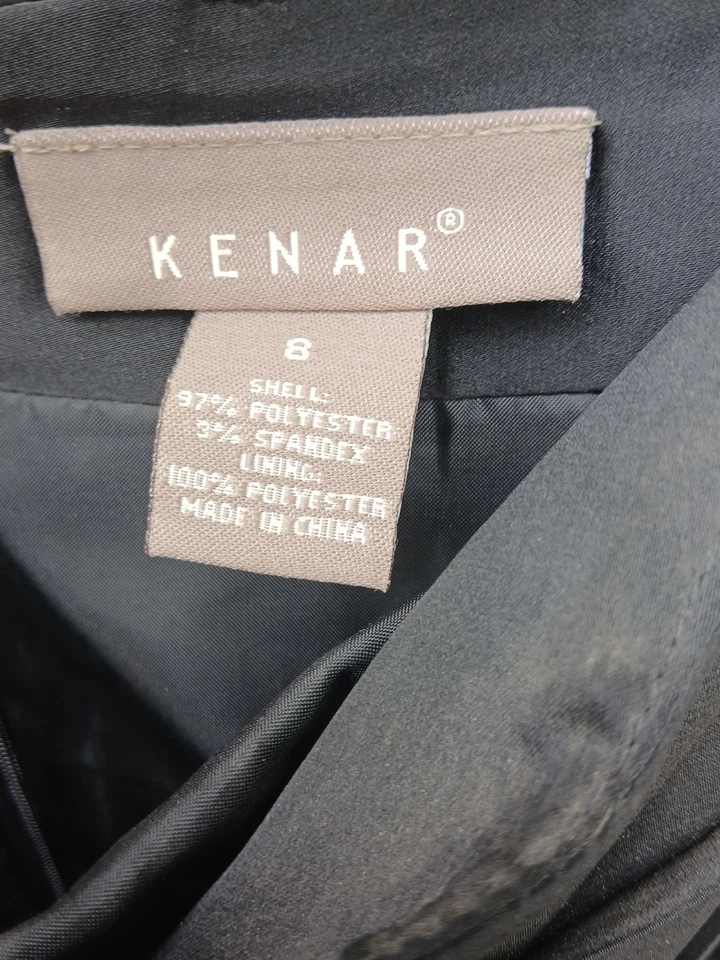 KENAR®
8
SHELL:
97% POLYESTER
3% SPANDEX
LINING:
100% POLYESTER
MADE IN CHINA